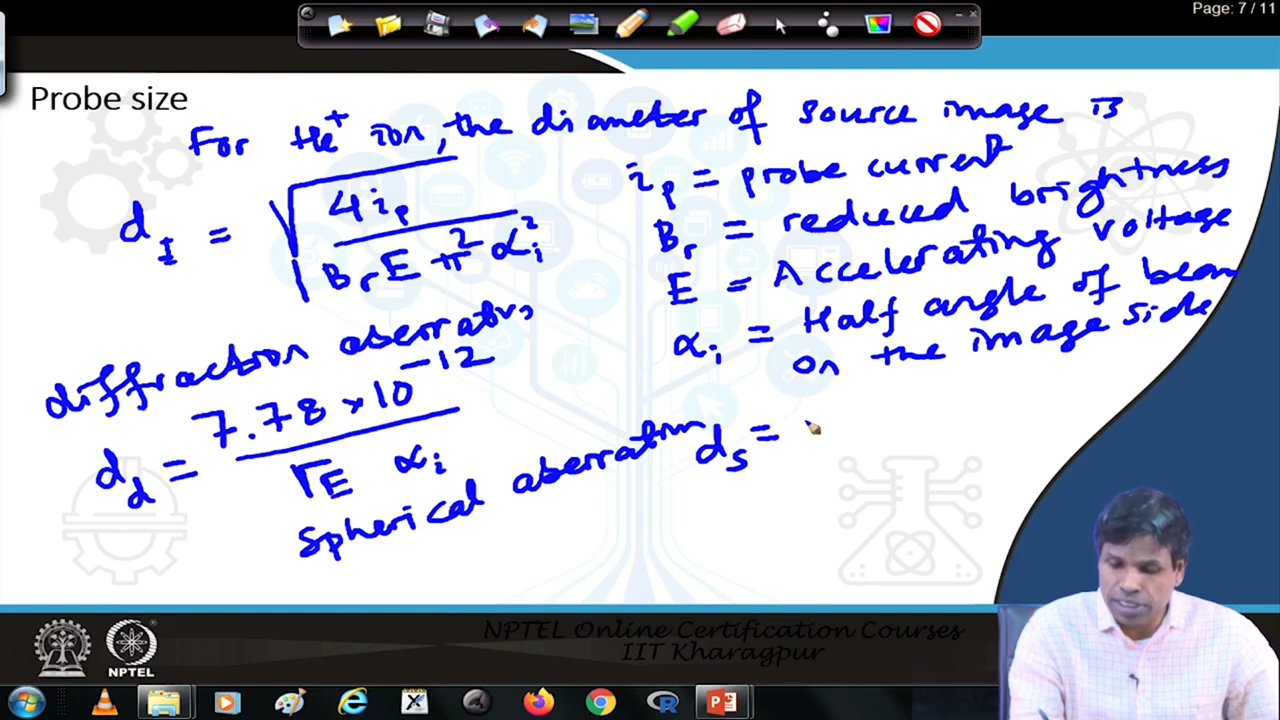 Page: 7 / 11
Probe size
For He⁺ ion, the diameter of source image is
d_I = √(4 i_p / (B_r E π² α_i²))
i_p = probe current
B_r = reduced brightness
E = Accelerating voltage
α_i = Half angle of beam
on the image side
diffraction aberration
d_d = 7.78 × 10⁻¹² / (√E α_i)
Spherical aberration d_s =
NPTEL Online Certification Courses
IIT Kharagpur
NPTEL